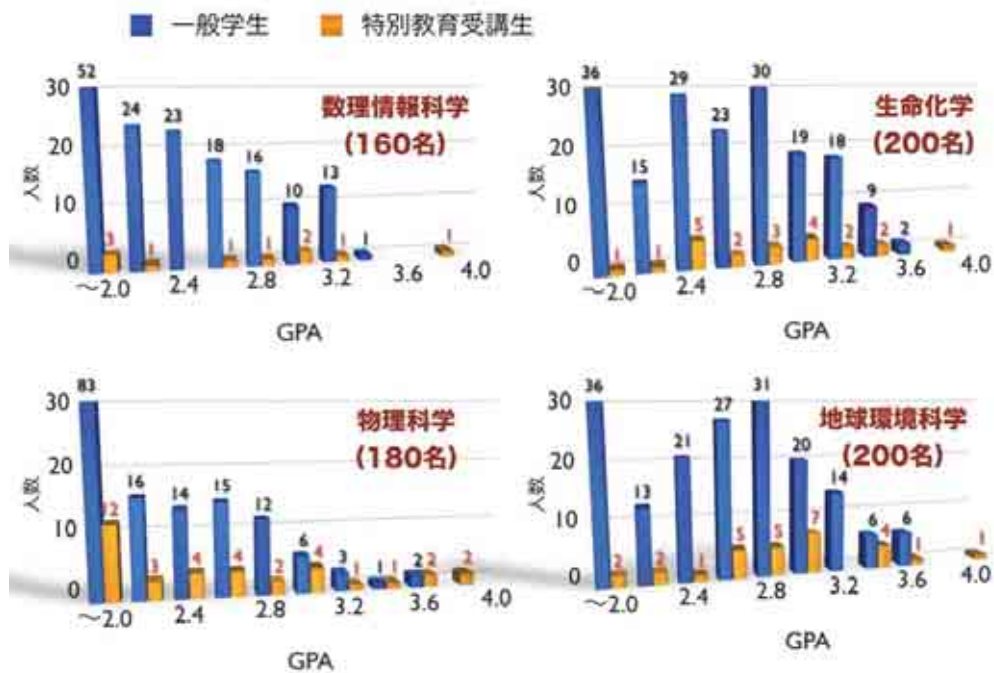 一般学生 特別教育受講生
数理情報科学
(160名)
52 24 23 18 16 10 13 1
3 1 1 1 2 1 1
30
20
10
0
人数
～2.0 2.4 2.8 3.2 3.6 4.0
GPA
生命化学
(200名)
36 15 29 23 30 19 18 9 2
1 1 5 2 3 4 2 2 1
30
20
10
0
人数
～2.0 2.4 2.8 3.2 3.6 4.0
GPA
物理科学
(180名)
83 16 14 15 12 6 3 1 2
12 3 4 4 2 4 1 1 2 2
30
20
10
0
人数
～2.0 2.4 2.8 3.2 3.6 4.0
GPA
地球環境科学
(200名)
36 13 21 27 31 20 14 6 6
2 2 1 5 5 7 4 1 1
30
20
10
0
人数
～2.0 2.4 2.8 3.2 3.6 4.0
GPA